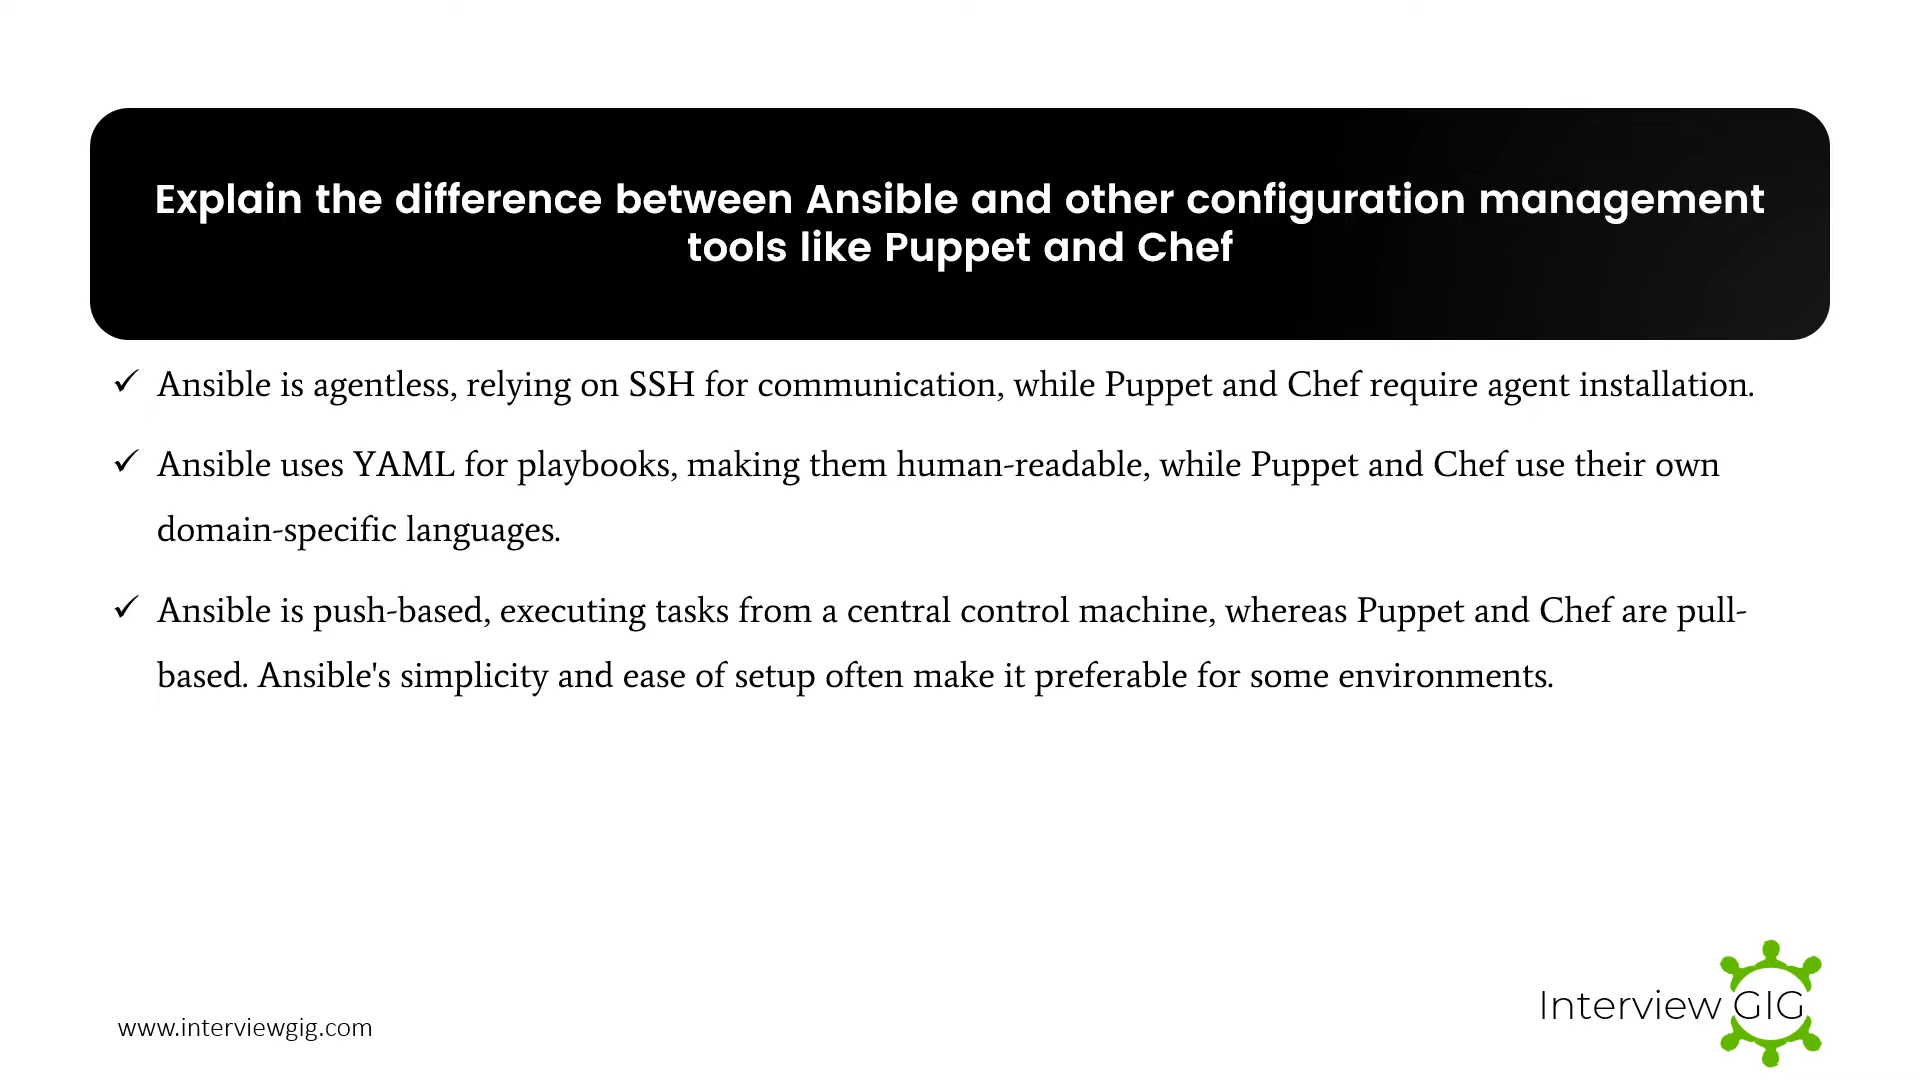 Explain the difference between Ansible and other configuration management
tools like Puppet and Chef
✓ Ansible is agentless, relying on SSH for communication, while Puppet and Chef require agent installation.
✓ Ansible uses YAML for playbooks, making them human-readable, while Puppet and Chef use their own
domain-specific languages.
✓ Ansible is push-based, executing tasks from a central control machine, whereas Puppet and Chef are pull-
based. Ansible's simplicity and ease of setup often make it preferable for some environments.
www.interviewgig.com
Interview GIG